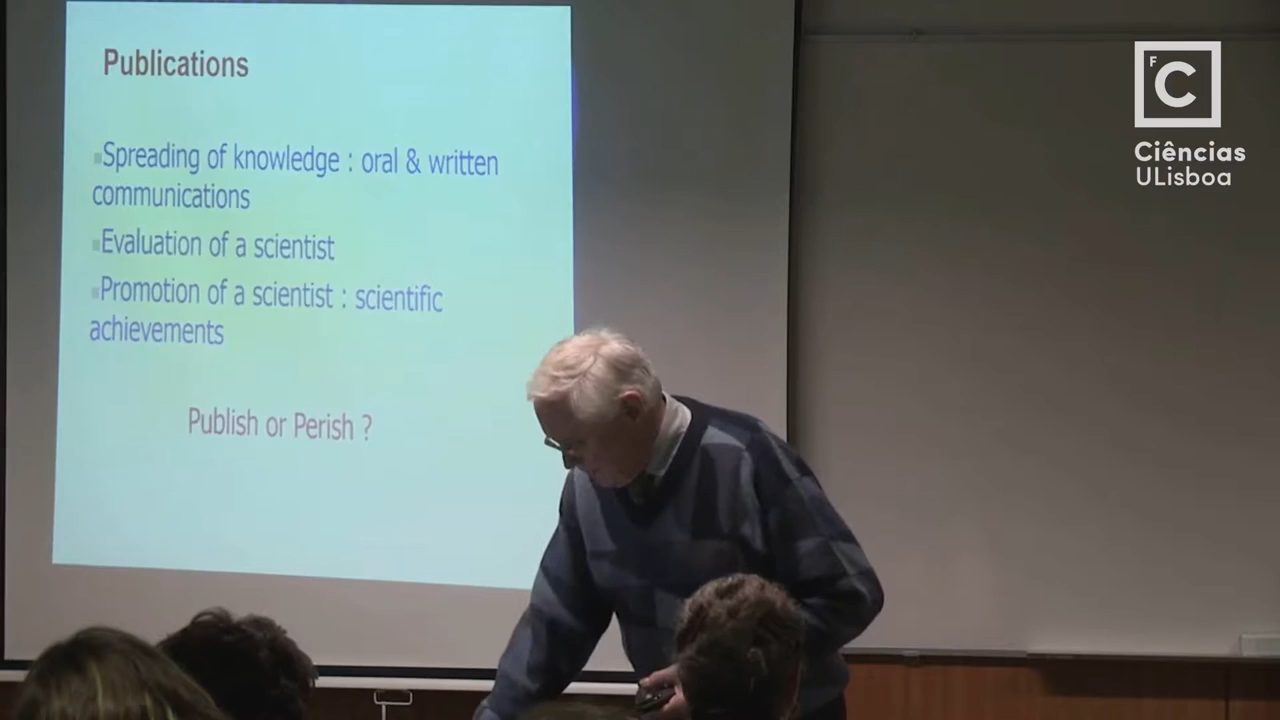 Publications
▪Spreading of knowledge : oral & written
communications
▪Evaluation of a scientist
▪Promotion of a scientist : scientific
achievements
Publish or Perish ?
F
C
Ciências
ULisboa